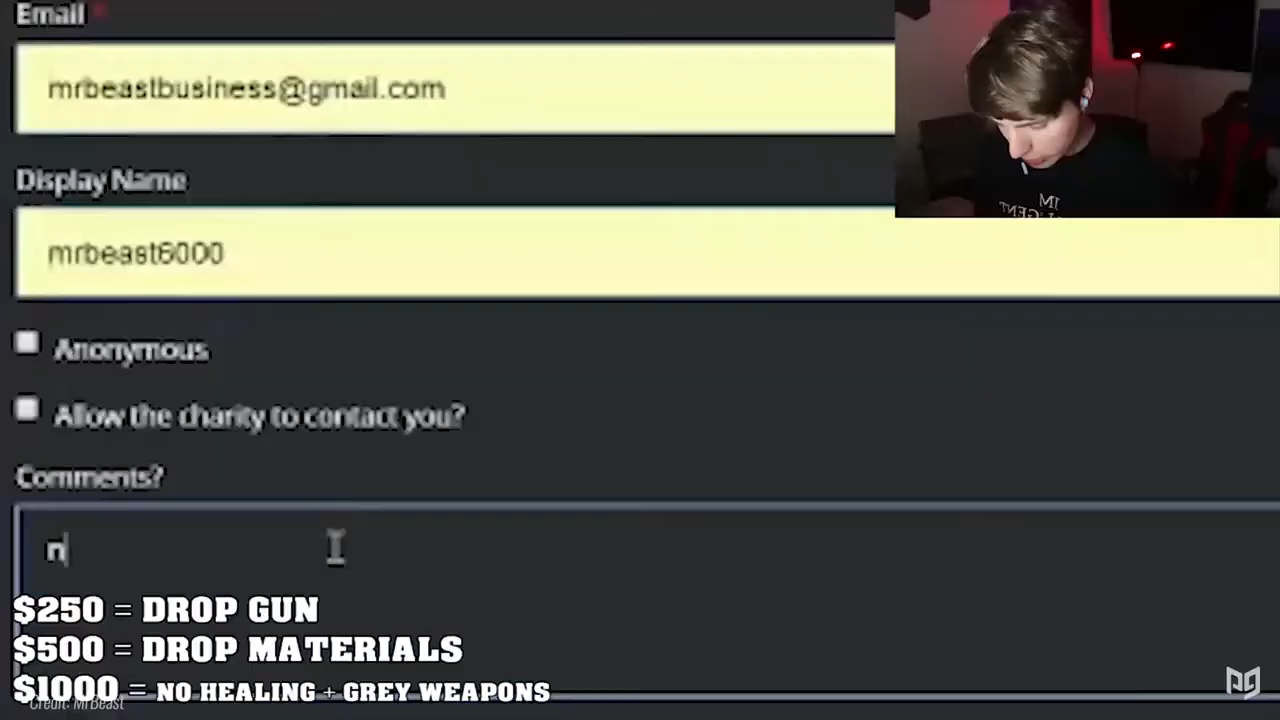 Email *
mrbeastbusiness@gmail.com
Display Name
mrbeast6000
Anonymous
Allow the charity to contact you?
Comments?
n
$250 = DROP GUN
$500 = DROP MATERIALS
$1000 = NO HEALING + GREY WEAPONS
Credit: MrBeast